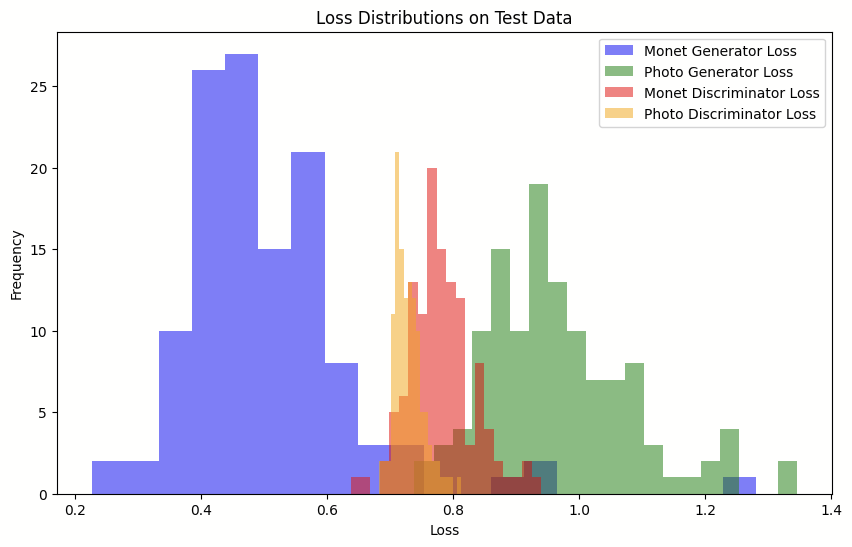 Loss Distributions on Test Data
Monet Generator Loss
Photo Generator Loss
Monet Discriminator Loss
Photo Discriminator Loss
Frequency
25
20
15
10
5
0
0.2 0.4 0.6 0.8 1.0 1.2 1.4
Loss